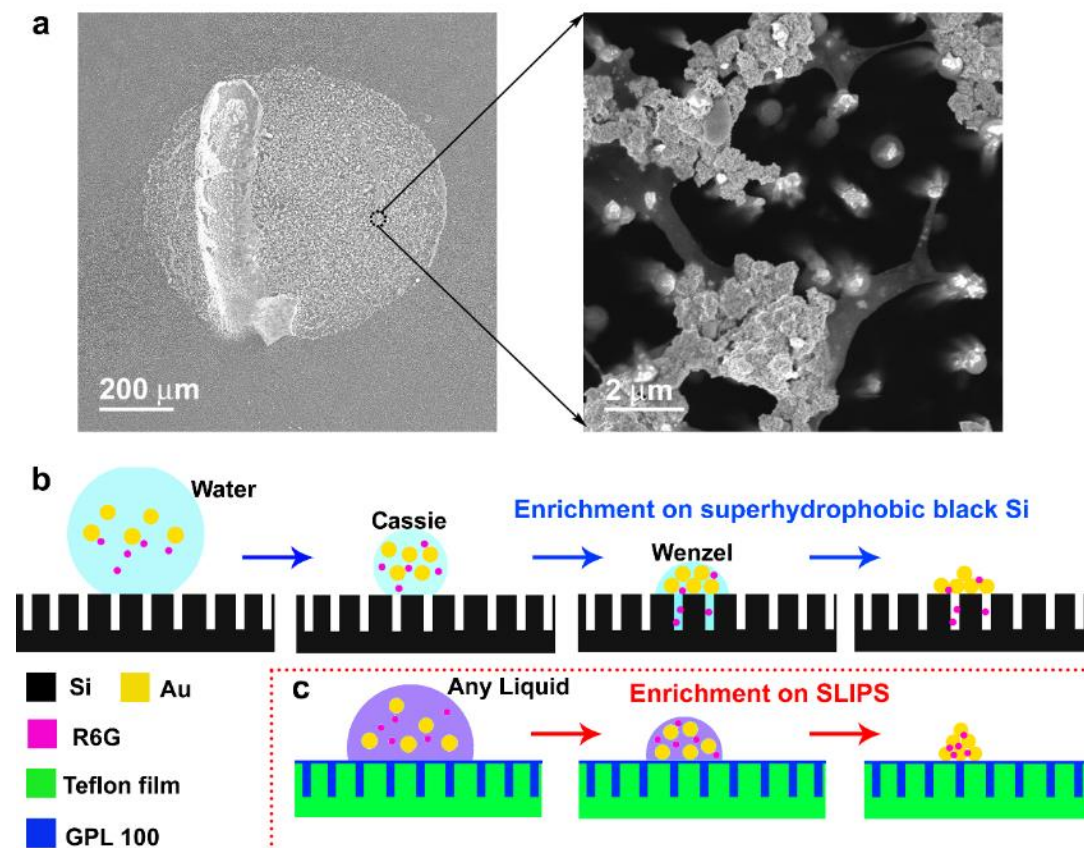 a
200 μm
2 μm
b
Water
Cassie
Enrichment on superhydrophobic black Si
Wenzel
Si
Au
R6G
Teflon film
GPL 100
c
Any Liquid
Enrichment on SLIPS